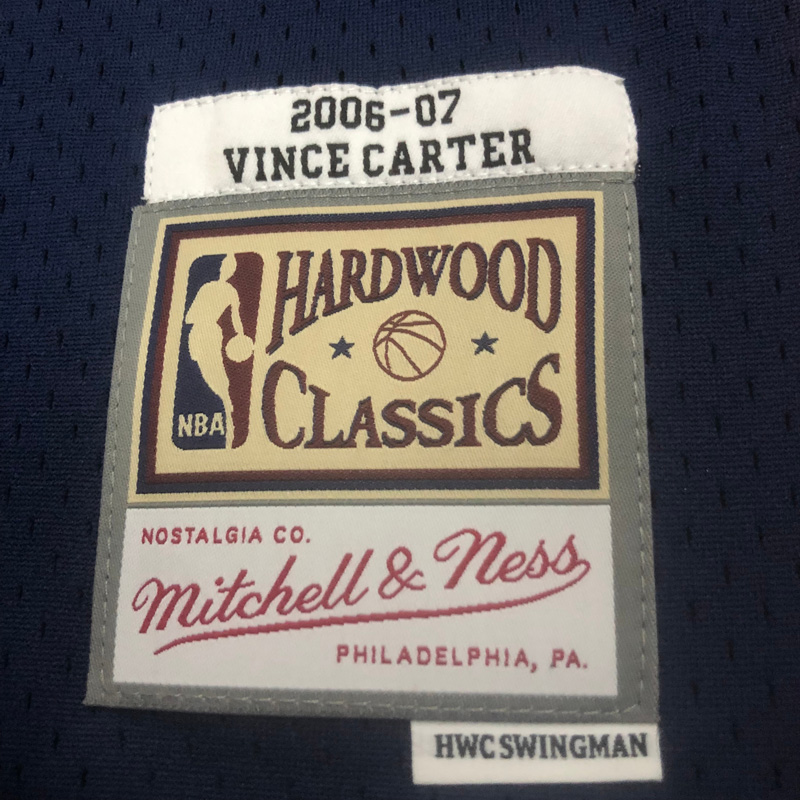 2006-07
VINCE CARTER
HARDWOOD
CLASSICS
NBA
NOSTALGIA CO.
Mitchell & Ness
PHILADELPHIA, PA.
HWC SWINGMAN